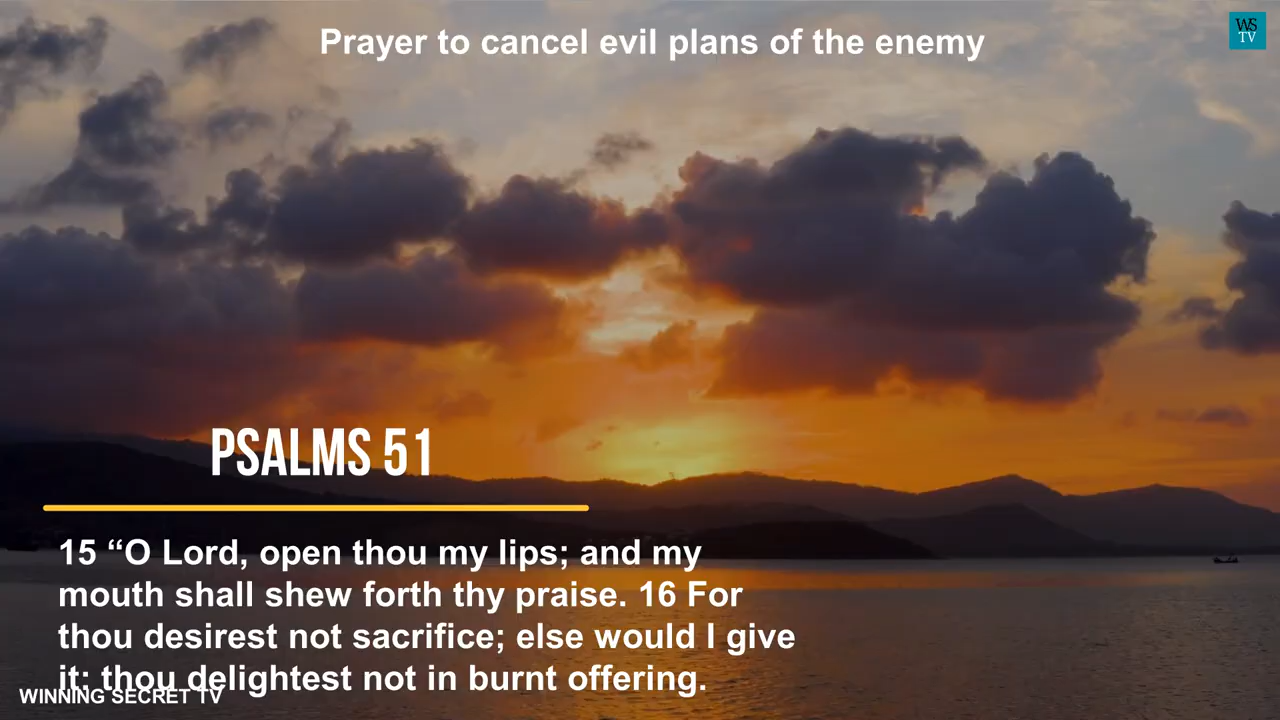 Prayer to cancel evil plans of the enemy
WS
TV
PSALMS 51
15 “O Lord, open thou my lips; and my
mouth shall shew forth thy praise. 16 For
thou desirest not sacrifice; else would I give
it: thou delightest not in burnt offering.
WINNING SECRET TV